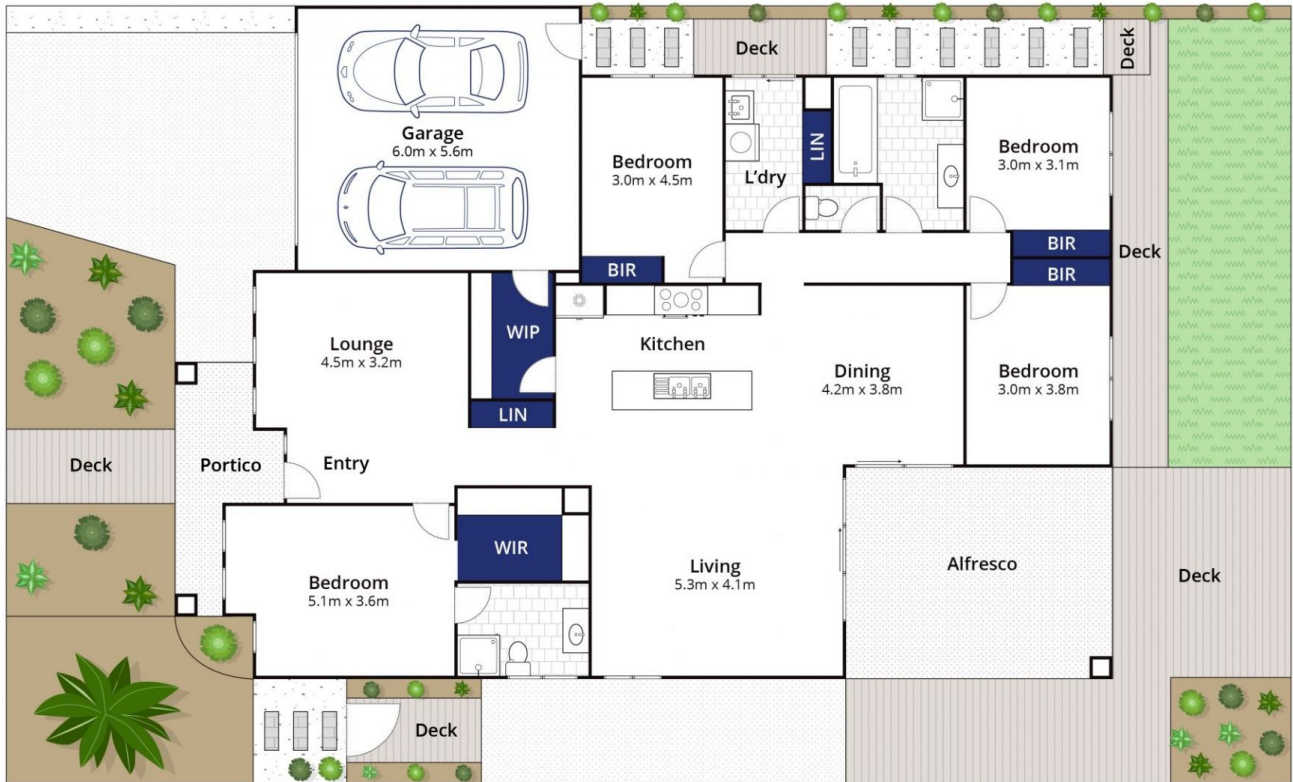 Deck
Deck
Garage
6.0m x 5.6m
Bedroom
3.0m x 4.5m
L'dry
LIN
Bedroom
3.0m x 3.1m
BIR
BIR
BIR
Deck
Lounge
4.5m x 3.2m
WIP
LIN
Kitchen
Dining
4.2m x 3.8m
Bedroom
3.0m x 3.8m
Deck
Portico
Entry
WIR
Bedroom
5.1m x 3.6m
Living
5.3m x 4.1m
Alfresco
Deck
Deck